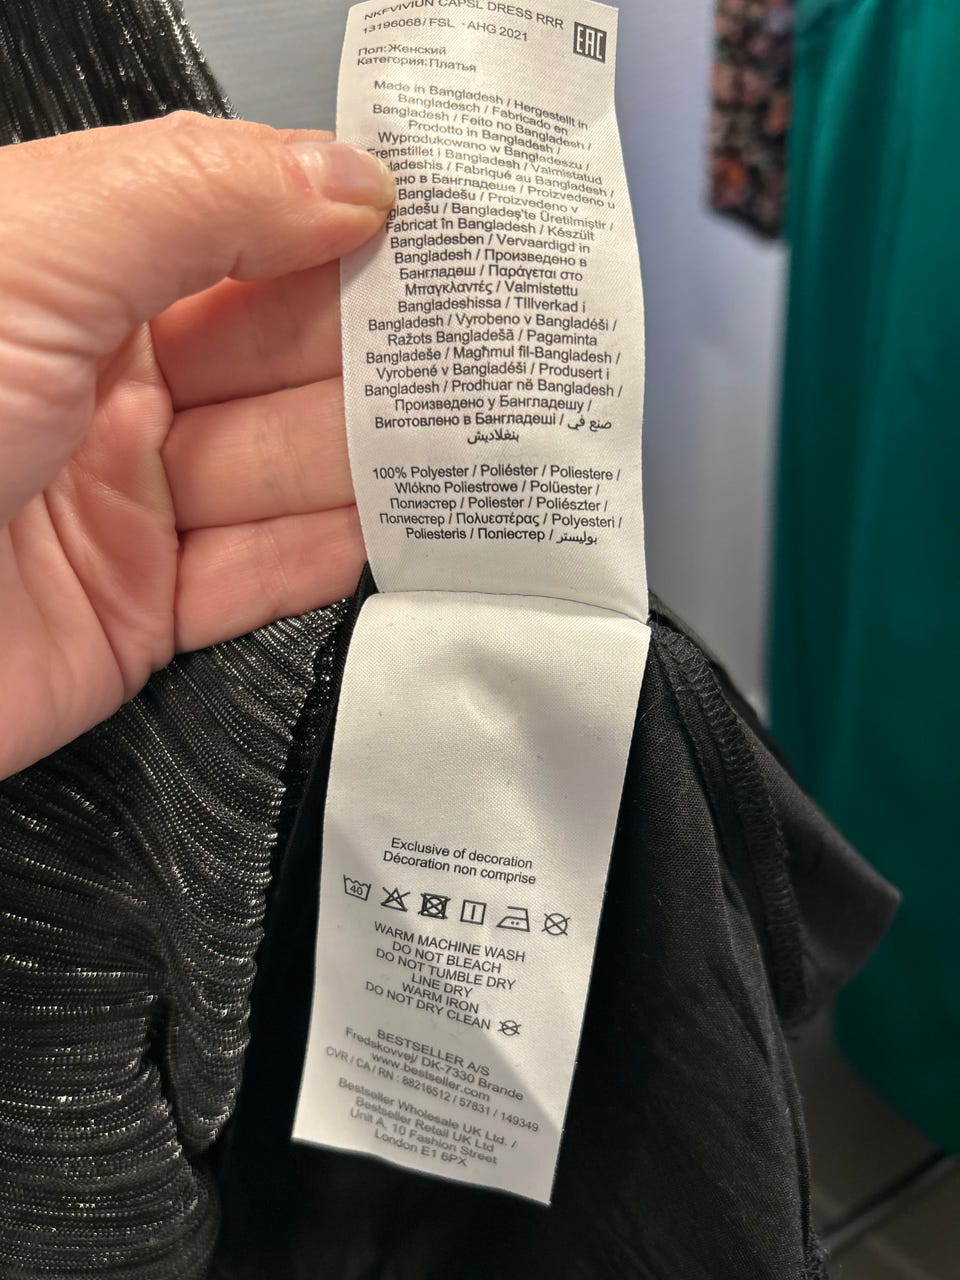 NKFVIVIUN CAPSL DRESS RRR
13196068/FSL - AHG 2021
EAC
Пол:Женский
Категория:Платья
Made in Bangladesh / Hergestellt in
Bangladesch / Fabricado en
Bangladesh / Feito no Bangladesh /
Prodotto in Bangladesh /
Wyprodukowano w Bangladeszu /
Fremstillet i Bangladesh / Valmistatud
/ Fabriqué au Bangladesh /
в Бангладеше / Proizvedeno u
Bangladešu / Proizvedeno v
/ Bangladeş'te Üretilmiştir /
Fabricat în Bangladesh / Készült
Bangladesben / Vervaardigd in
Bangladesh / Произведено в
Бангладеш / Παράγεται στο
Μπαγκλαντές / Valmistettu
Bangladeshissa / TIllverkad i
Bangladesh / Vyrobeno v Bangladéši /
Ražots Bangladešā / Pagaminta
Bangladeše / Magħmul fil-Bangladesh /
Vyrobené v Bangladéši / Produsert i
Bangladesh / Prodhuar në Bangladesh /
Произведено у Бангладешу /
Виготовлено в Бангладеші / صنع في
بنغلاديش
100% Polyester / Poliéster / Poliestere /
Wlókno Poliestrowe / Polüester /
Полиэстер / Poliester / Poliészter /
Полиестер / Πολυεστέρας / Polyesteri /
Poliesteris / Поліестер / بوليستر
Exclusive of decoration
Décoration non comprise
40
WARM MACHINE WASH
DO NOT BLEACH
DO NOT TUMBLE DRY
LINE DRY
WARM IRON
DO NOT DRY CLEAN
BESTSELLER A/S
Fredskovvej/ DK-7330 Brande
www.bestseller.com
CVR / CA / RN : 88216512 / 57831 / 149349
Bestseller Wholesale UK Ltd. /
Bestseller Retail UK Ltd
Unit A, 10 Fashion Street
London E1 6PX